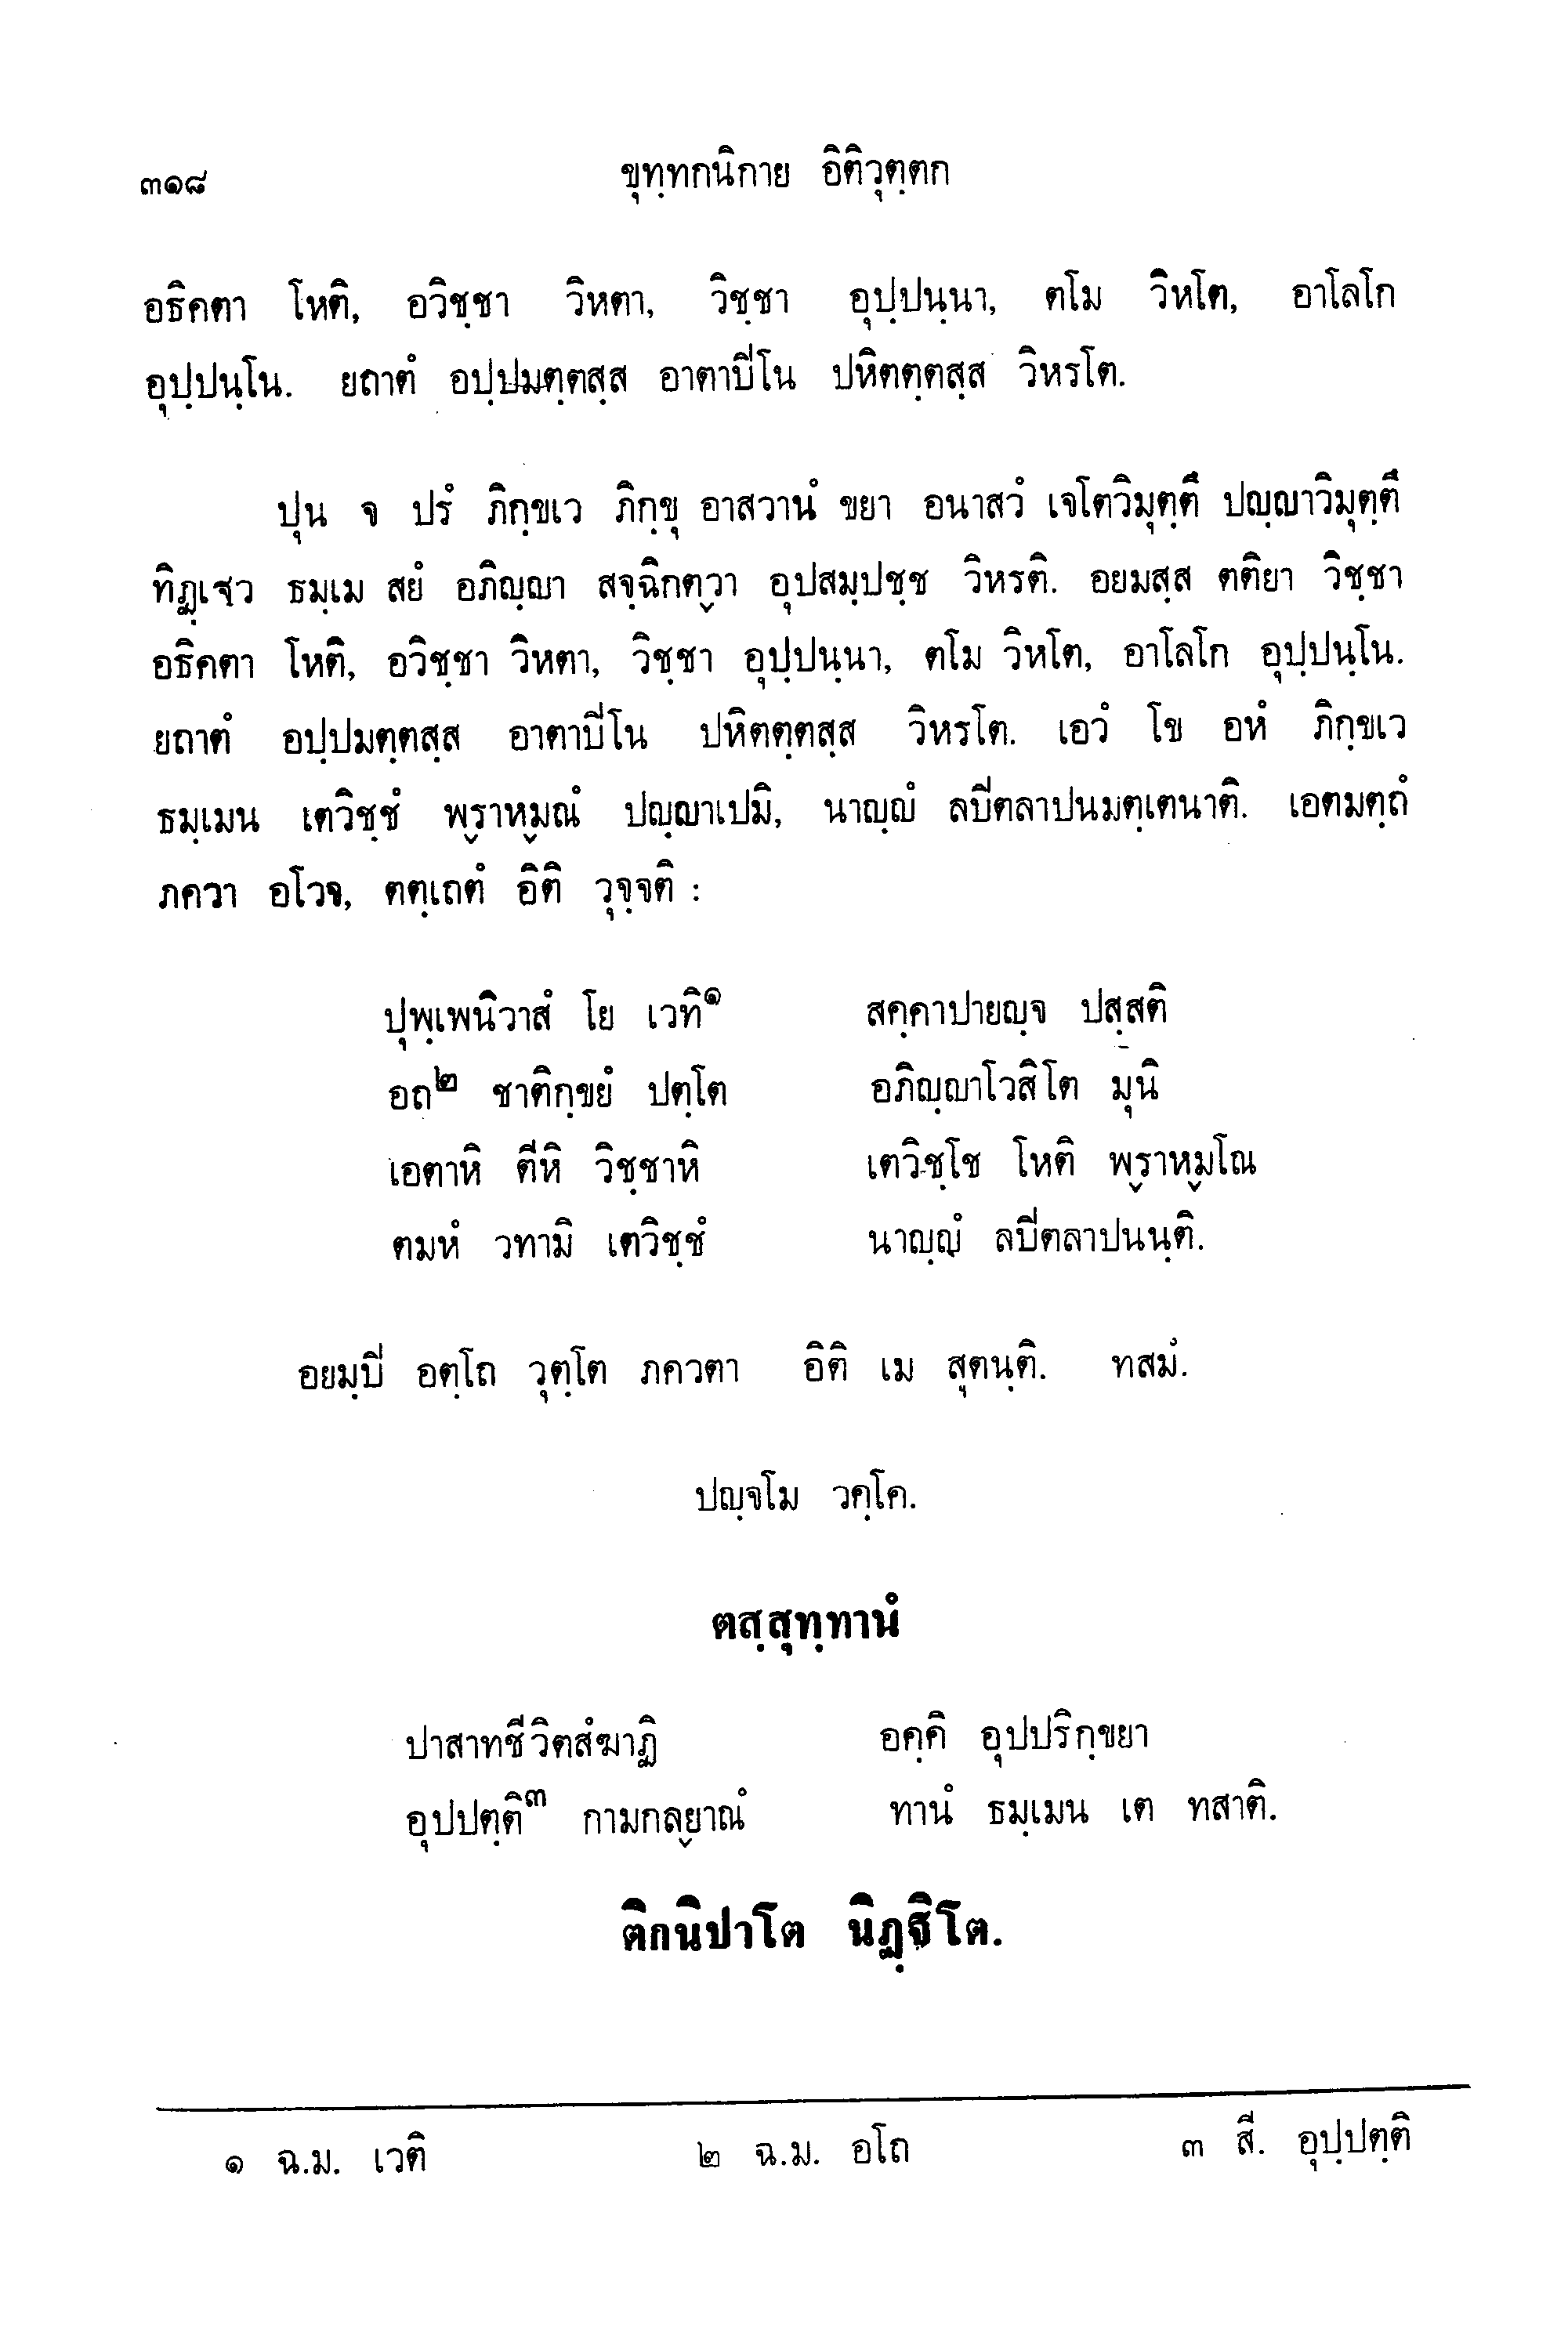 ๓๑๘
ขุทฺทกนิกาย อิติวุตฺตก
อธิคตา โหติ, อวิชฺชา วิหตา, วิชฺชา อุปฺปนฺนา, ตโม วิหโต, อาโลโก
อุปฺปนฺโน. ยถาตํ อปฺปมตฺตสฺส อาตาปิโน ปหิตตฺตสฺส วิหรโต.
ปุน จ ปรํ ภิกฺขเว ภิกฺขุ อาสวานํ ขยา อนาสวํ เจโตวิมุตฺตึ ปญฺญาวิมุตฺตึ
ทิฏฺเฐว ธมฺเม สยํ อภิญฺญา สจฺฉิกตฺวา อุปสมฺปชฺช วิหรติ. อยมสฺส ตติยา วิชฺชา
อธิคตา โหติ, อวิชฺชา วิหตา, วิชฺชา อุปฺปนฺนา, ตโม วิหโต, อาโลโก อุปฺปนฺโน.
ยถาตํ อปฺปมตฺตสฺส อาตาปิโน ปหิตตฺตสฺส วิหรโต. เอวํ โข อหํ ภิกฺขเว
ธมฺเมน เตวิชฺชํ พฺราหฺมณํ ปญฺญาเปมิ, นาญฺญํ ลปิตลาปนมตฺเตนาติ. เอตมตฺถํ
ภควา อโวจ, ตตฺเถตํ อิติ วุจฺจติ :
ปุพฺเพนิวาสํ โย เวทิ๑ สคฺคาปายญฺจ ปสฺสติ
อถ๒ ชาติกฺขยํ ปตฺโต อภิญฺญาโวสิโต มุนิ
เอตาหิ ตีหิ วิชฺชาหิ เตวิชฺโช โหติ พฺราหฺมโณ
ตมหํ วทามิ เตวิชฺชํ นาญฺญํ ลปิตลาปนนฺติ.
อยมฺปิ อตฺโถ วุตฺโต ภควตา อิติ เม สุตนฺติ. ทสมํ.
ปญฺจโม วคฺโค.
ตสฺสุทฺทานํ
ปาสาทชีวิตสํฆาฏิ อคฺคิ อุปปริกฺขยา
อุปปตฺติ๓ กามกลฺยาณํ ทานํ ธมฺเมน เต ทสาติ.
ติกนิปาโต นิฏฺฐิโต.
๑ ฉ.ม. เวติ ๒ ฉ.ม. อโถ ๓ สี. อุปฺปตฺติ